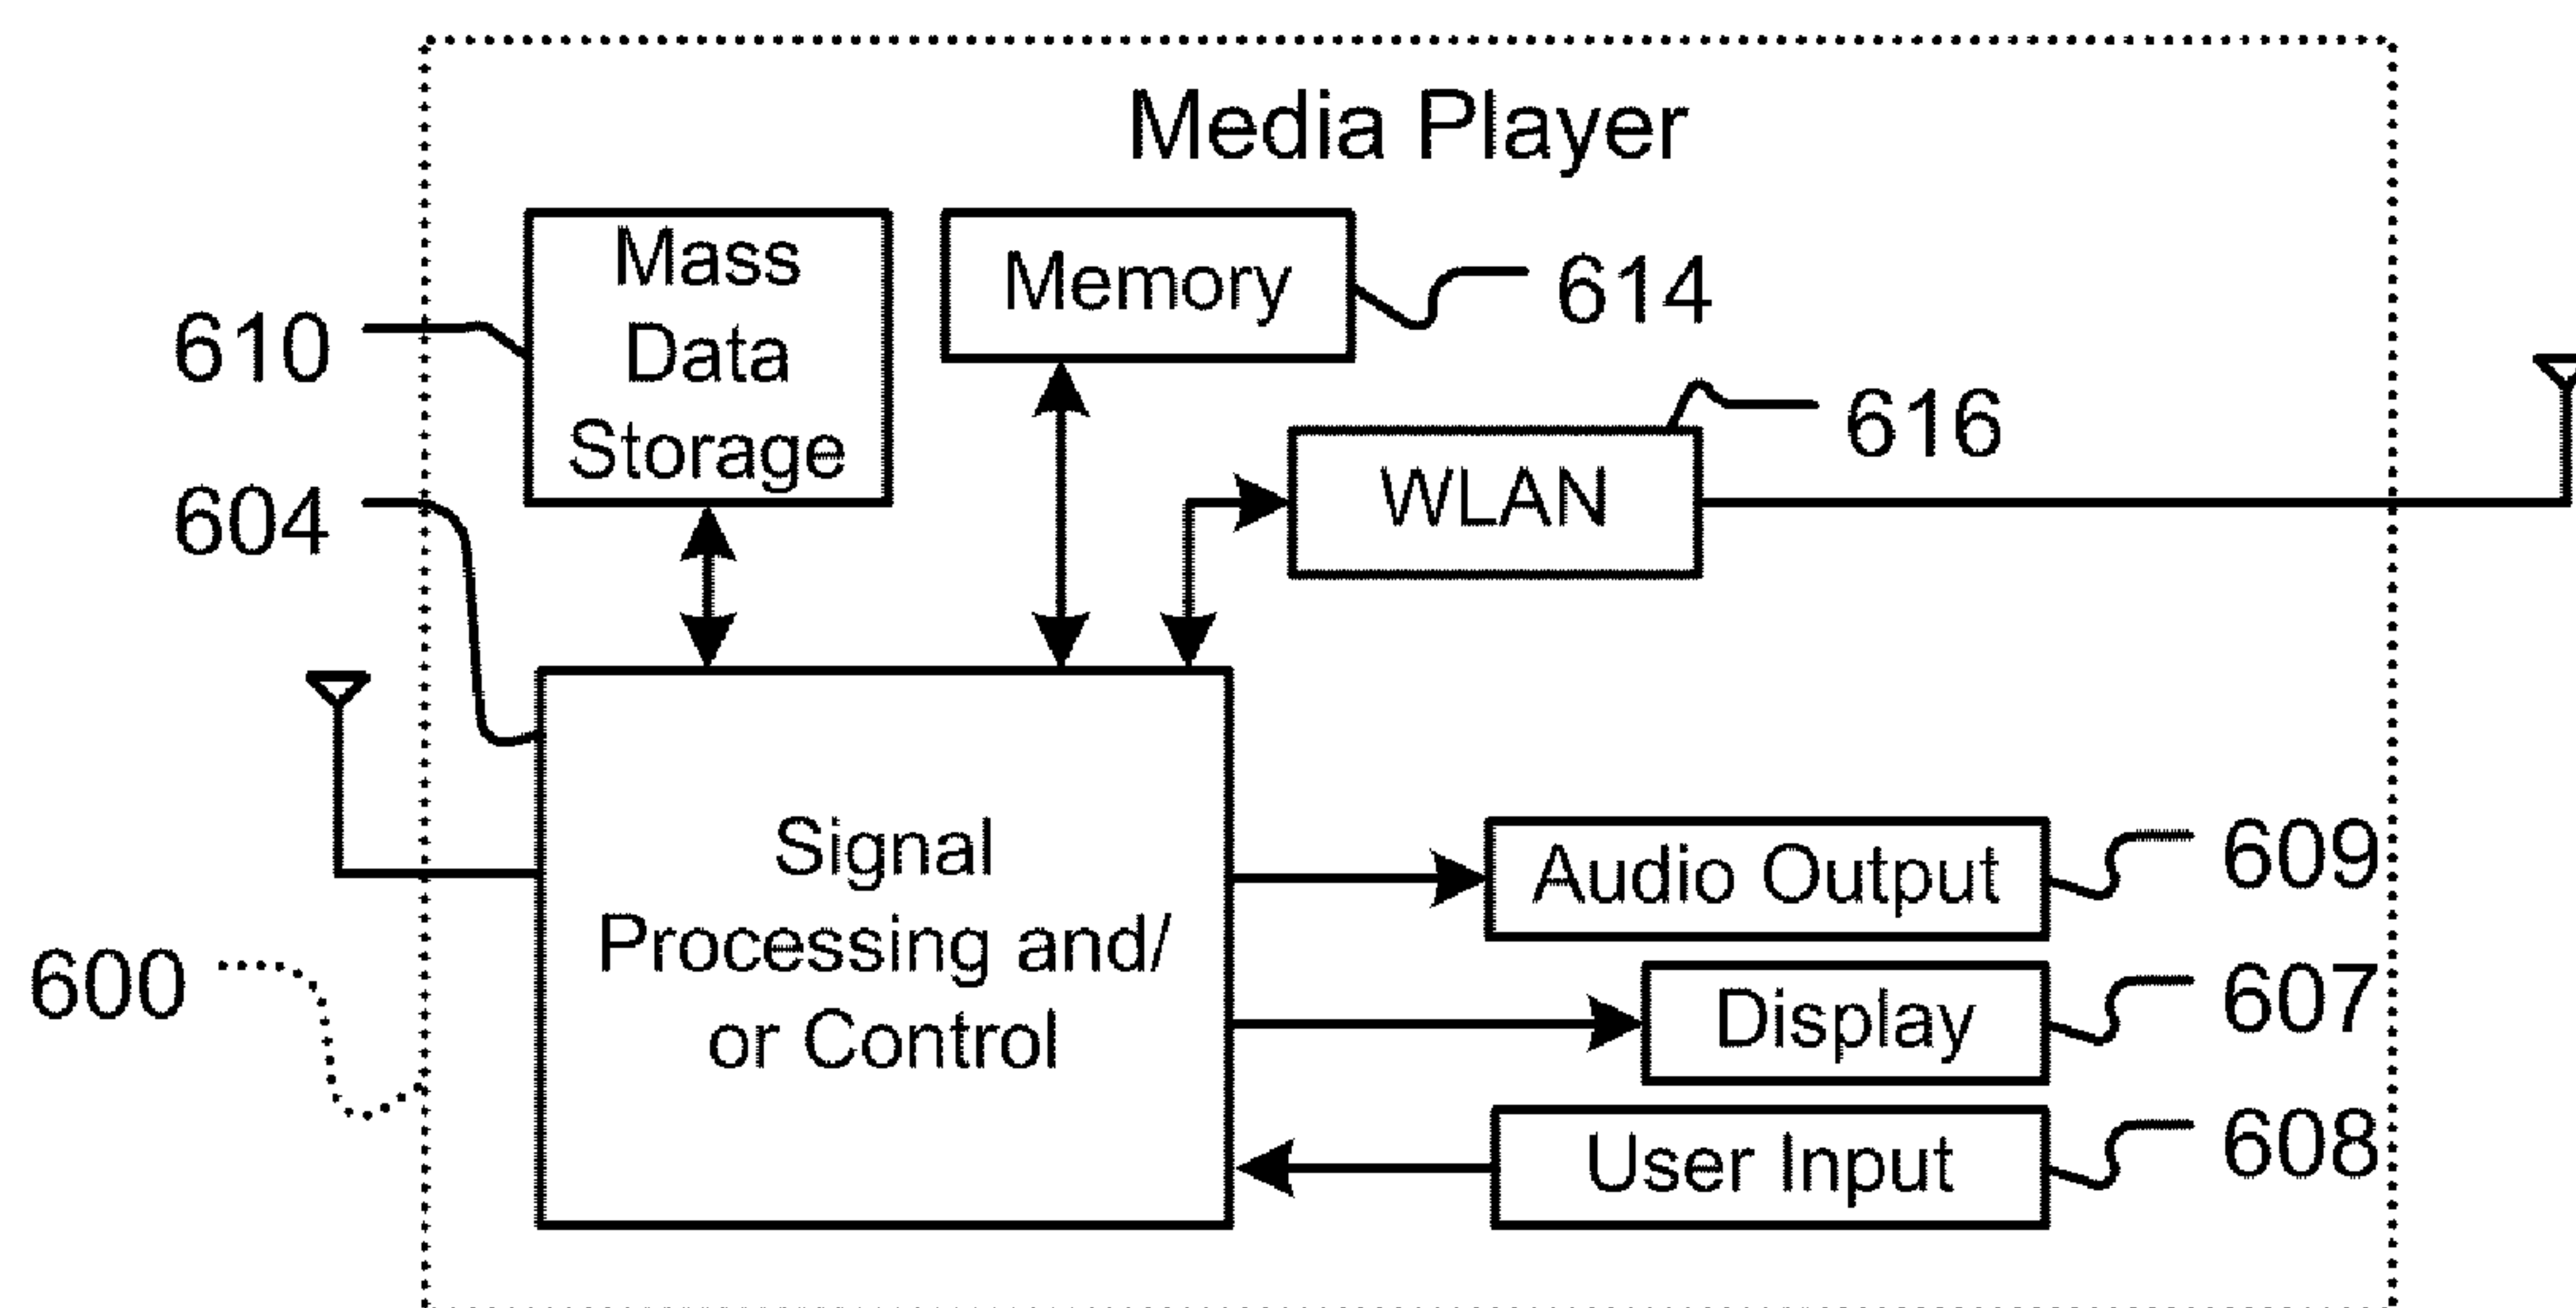 Media Player
Mass
Data
Storage
Memory
614
610
616
WLAN
604
Signal
Processing and/
or Control
Audio Output
609
600
Display
607
User Input
608